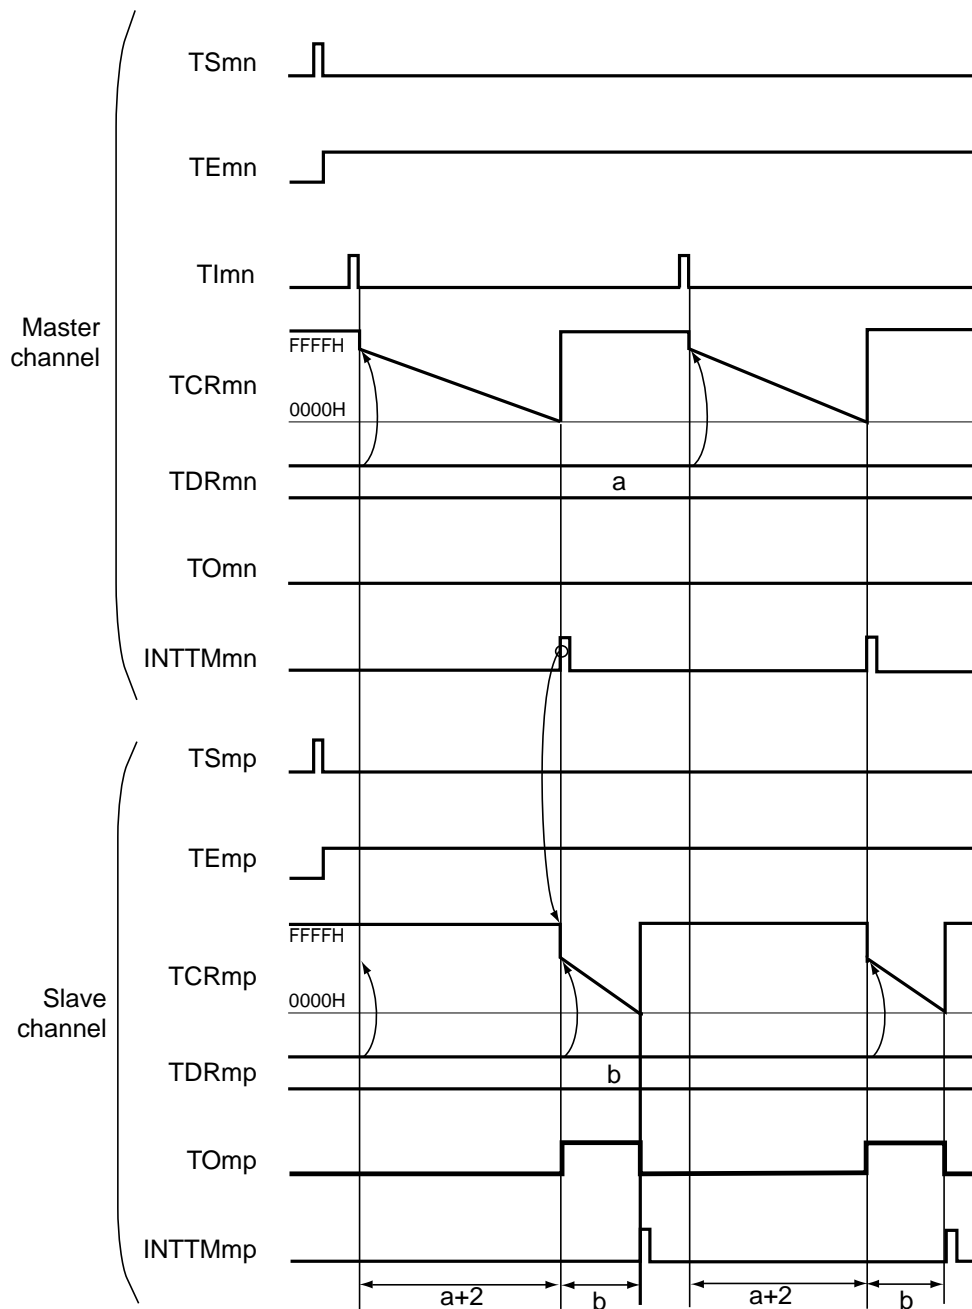 TSmn
TEmn
TImn
Master
channel
FFFFH
TCRmn
0000H
TDRmn
a
TOmn
INTTMmn
TSmp
TEmp
FFFFH
TCRmp
Slave
channel
0000H
TDRmp
b
TOmp
INTTMmp
a+2
b
a+2
b